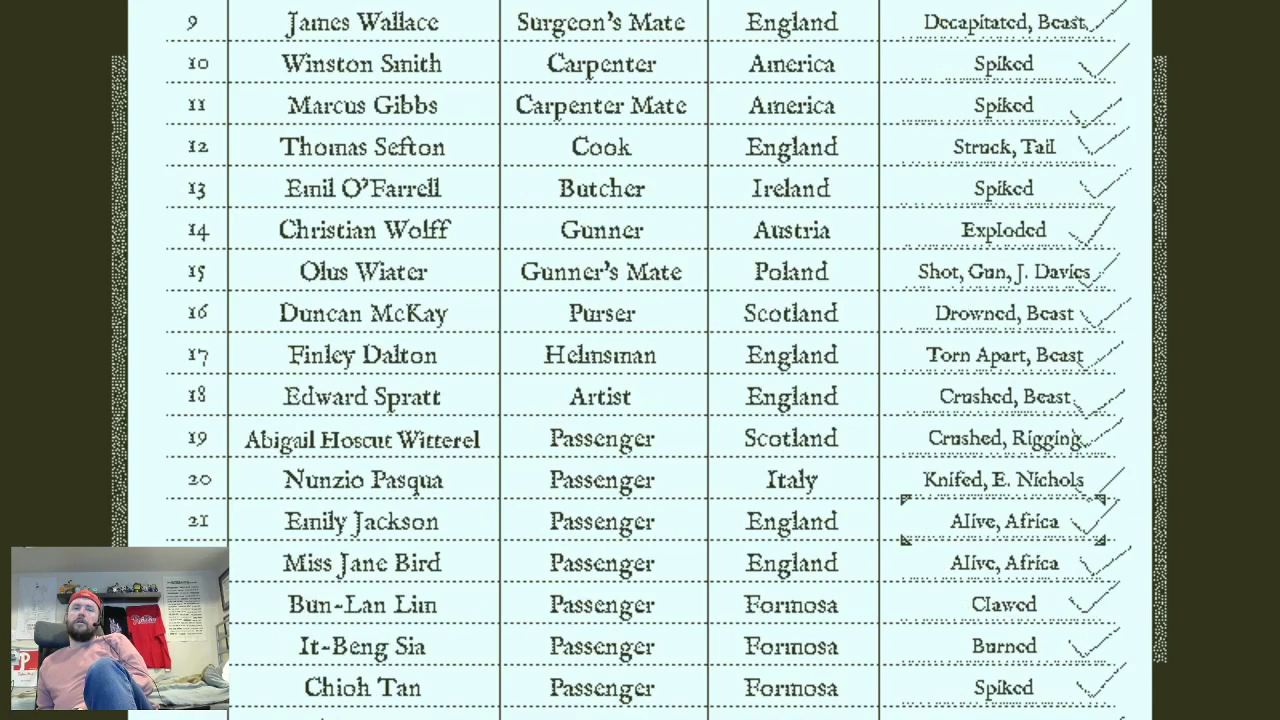 9 James Wallace Surgeon's Mate England Decapitated, Beast
10 Winston Smith Carpenter America Spiked
11 Marcus Gibbs Carpenter Mate America Spiked
12 Thomas Sefton Cook England Struck, Tail
13 Emil O'Farrell Butcher Ireland Spiked
14 Christian Wolff Gunner Austria Exploded
15 Olus Wiater Gunner's Mate Poland Shot, Gun, J. Davies
16 Duncan McKay Purser Scotland Drowned, Beast
17 Finley Dalton Helmsman England Torn Apart, Beast
18 Edward Spratt Artist England Crushed, Beast
19 Abigail Hoscut Witterel Passenger Scotland Crushed, Rigging
20 Nunzio Pasqua Passenger Italy Knifed, E. Nichols
21 Emily Jackson Passenger England Alive, Africa
Miss Jane Bird Passenger England Alive, Africa
Bun-Lan Lim Passenger Formosa Clawed
It-Beng Sia Passenger Formosa Burned
Chioh Tan Passenger Formosa Spiked